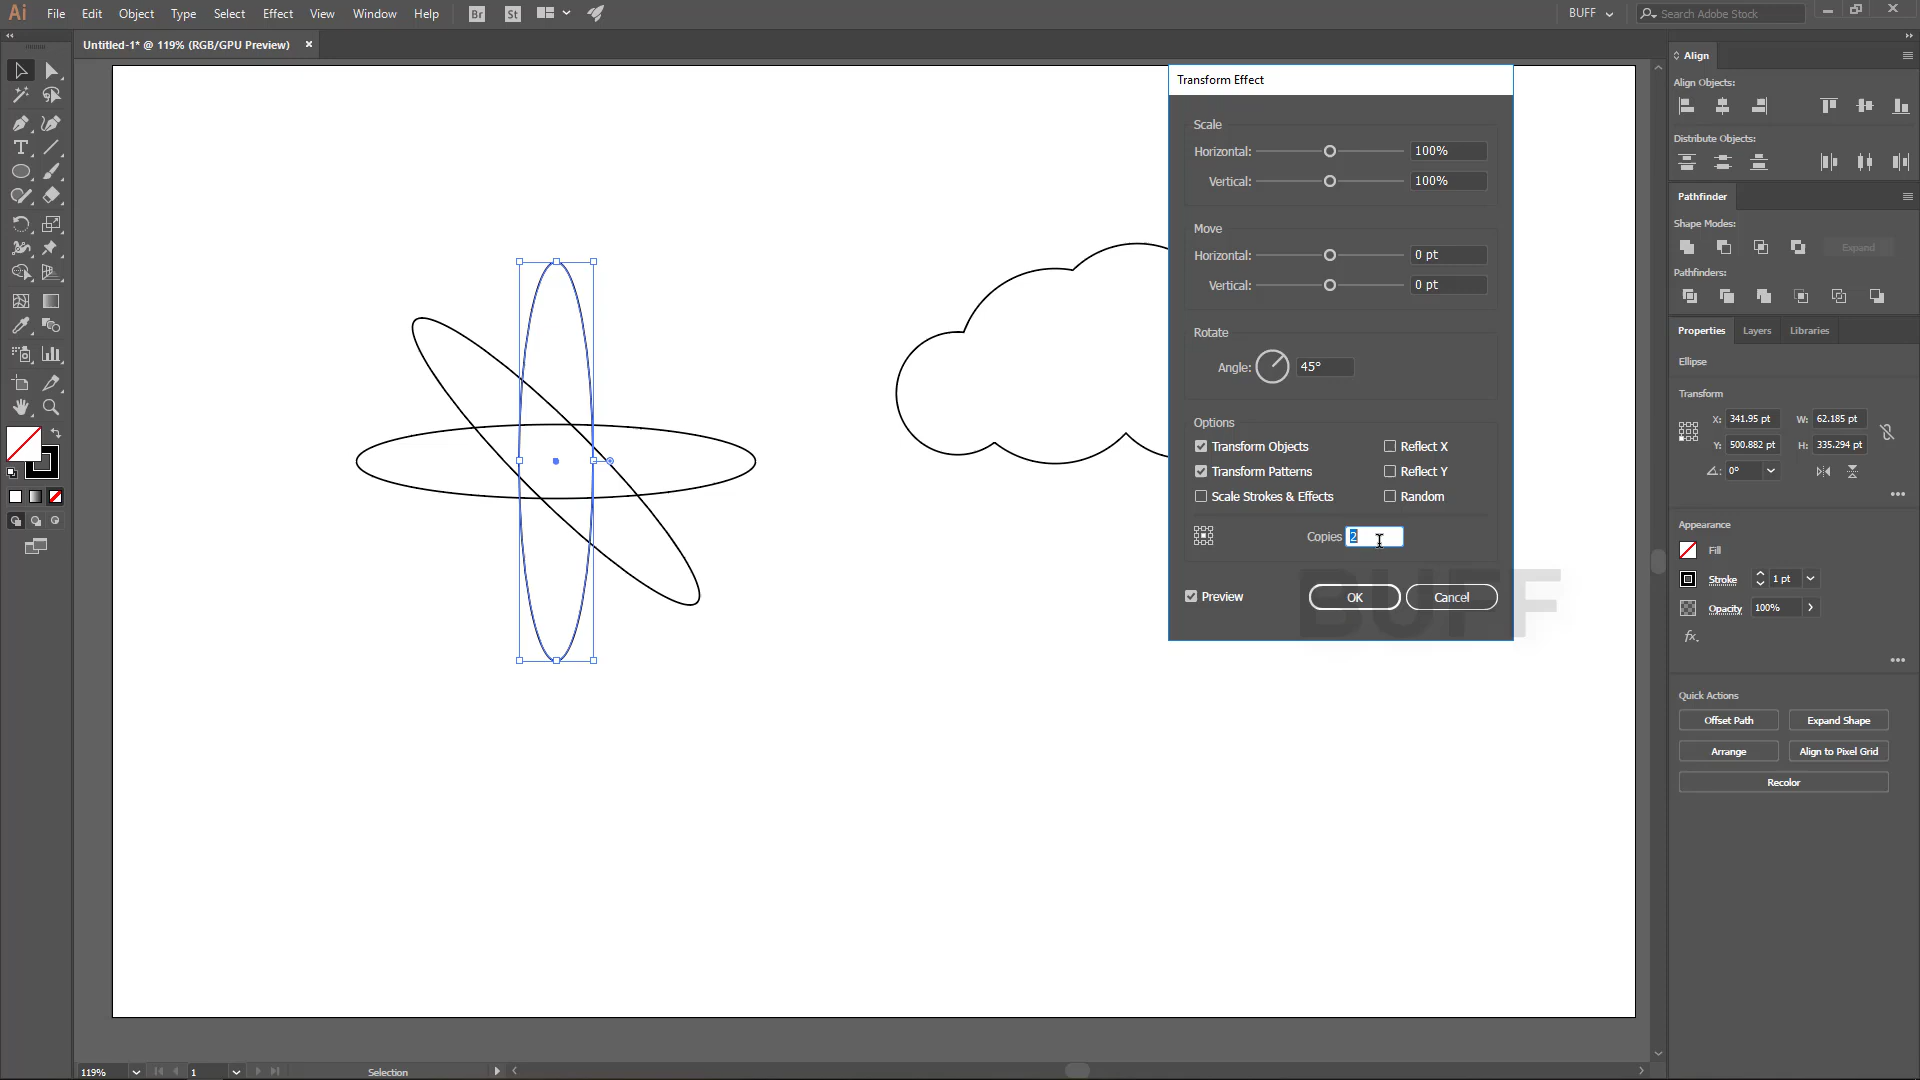 Ai File Edit Object Type Select Effect View Window Help Br St BUFF Search Adobe Stock
Untitled-1* @ 119% (RGB/GPU Preview) ×
Transform Effect
Scale
Horizontal: 100%
Vertical: 100%
Move
Horizontal: 0 pt
Vertical: 0 pt
Rotate
Angle: 45°
Options
Transform Objects Reflect X
Transform Patterns Reflect Y
Scale Strokes & Effects Random
Copies 2
Preview OK Cancel
BUFF
Align
Align Objects:
Distribute Objects:
Pathfinder
Shape Modes:
Expand
Pathfinders:
Properties Layers Libraries
Ellipse
Transform
X: 341.95 pt W: 62.185 pt
Y: 500.882 pt H: 335.294 pt
0°
Appearance
Fill
Stroke 1 pt
Opacity 100%
fx.
Quick Actions
Offset Path Expand Shape
Arrange Align to Pixel Grid
Recolor
119% 1 Selection